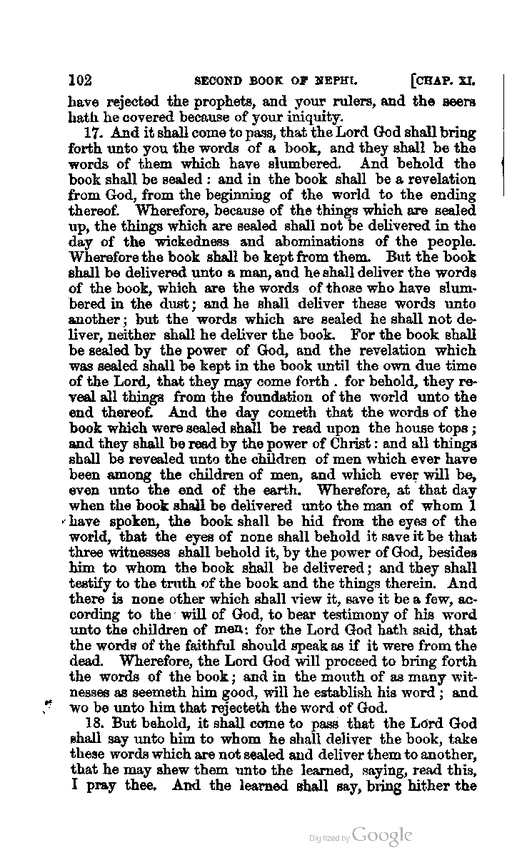 102 SECOND BOOK OF NEPHI. [CHAP. XI.
have rejected the prophets, and your rulers, and the seers
hath he covered because of your iniquity.
17. And it shall come to pass, that the Lord God shall bring
forth unto you the words of a book, and they shall be the
words of them which have slumbered. And behold the
book shall be sealed: and in the book shall be a revelation
from God, from the beginning of the world to the ending
thereof. Wherefore, because of the things which are sealed
up, the things which are sealed shall not be delivered in the
day of the wickedness and abominations of the people.
Wherefore the book shall be kept from them. But the book
shall be delivered unto a man, and he shall deliver the words
of the book, which are the words of those who have slum-
bered in the dust; and he shall deliver these words unto
another; but the words which are sealed he shall not de-
liver, neither shall he deliver the book. For the book shall
be sealed by the power of God, and the revelation which
was sealed shall be kept in the book until the own due time
of the Lord, that they may come forth . for behold, they re-
veal all things from the foundation of the world unto the
end thereof. And the day cometh that the words of the
book which were sealed shall be read upon the house tops;
and they shall be read by the power of Christ: and all things
shall be revealed unto the children of men which ever have
been among the children of men, and which ever will be,
even unto the end of the earth. Wherefore, at that day
when the book shall be delivered unto the man of whom I
have spoken, the book shall be hid from the eyes of the
world, that the eyes of none shall behold it save it be that
three witnesses shall behold it, by the power of God, besides
him to whom the book shall be delivered; and they shall
testify to the truth of the book and the things therein. And
there is none other which shall view it, save it be a few, ac-
cording to the will of God, to bear testimony of his word
unto the children of men: for the Lord God hath said, that
the words of the faithful should speak as if it were from the
dead. Wherefore, the Lord God will proceed to bring forth
the words of the book; and in the mouth of as many wit-
nesses as seemeth him good, will he establish his word; and
wo be unto him that rejecteth the word of God.
18. But behold, it shall come to pass that the Lord God
shall say unto him to whom he shall deliver the book, take
these words which are not sealed and deliver them to another,
that he may shew them unto the learned, saying, read this,
I pray thee. And the learned shall say, bring hither the
Digitized by Google